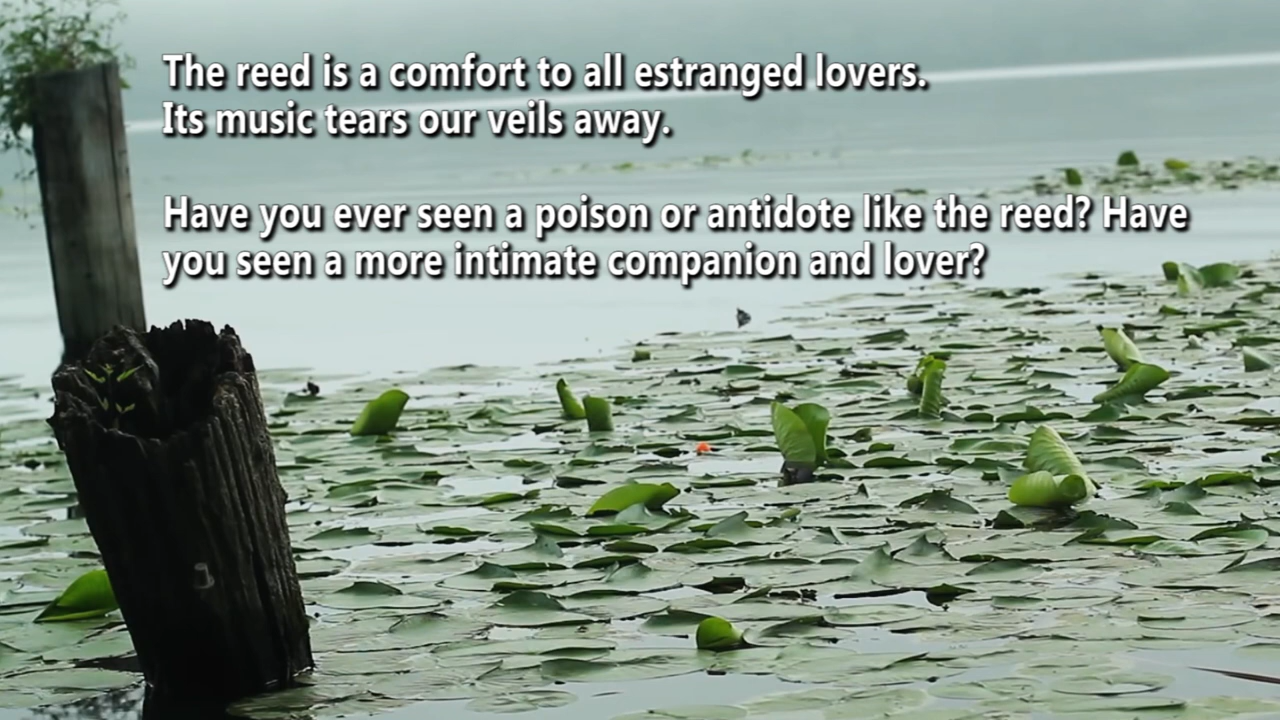 The reed is a comfort to all estranged lovers.
Its music tears our veils away.
Have you ever seen a poison or antidote like the reed? Have
you seen a more intimate companion and lover?